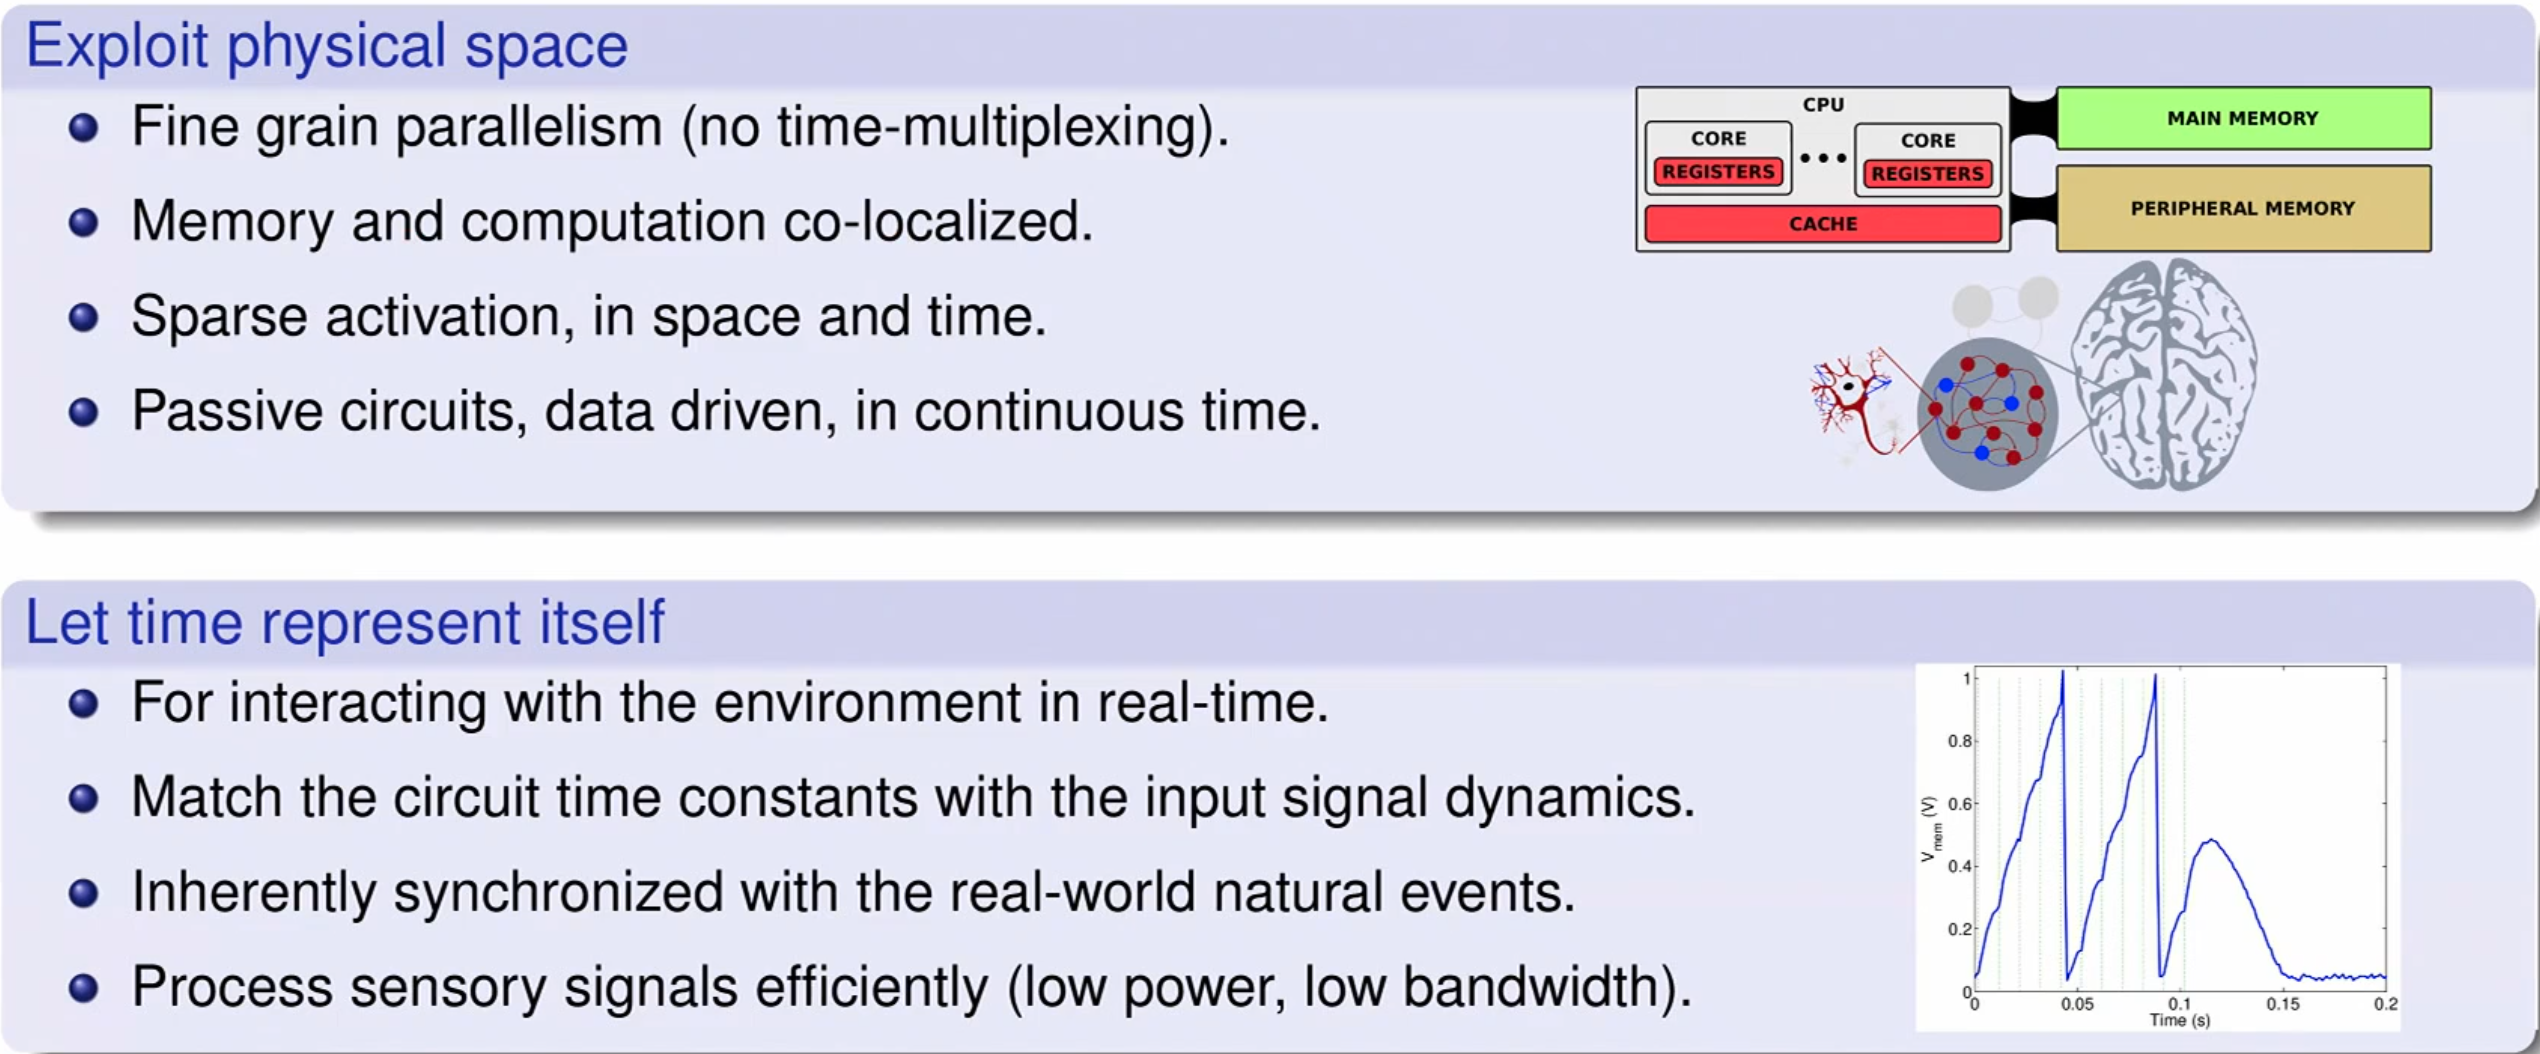 Exploit physical space
Fine grain parallelism (no time-multiplexing).
Memory and computation co-localized.
Sparse activation, in space and time.
Passive circuits, data driven, in continuous time.
CPU
CORE
REGISTERS
CORE
REGISTERS
CACHE
MAIN MEMORY
PERIPHERAL MEMORY
Let time represent itself
For interacting with the environment in real-time.
Match the circuit time constants with the input signal dynamics.
Inherently synchronized with the real-world natural events.
Process sensory signals efficiently (low power, low bandwidth).
1
0.8
0.6
0.4
0.2
0
Vmem (V)
0 0.05 0.1 0.15 0.2
Time (s)